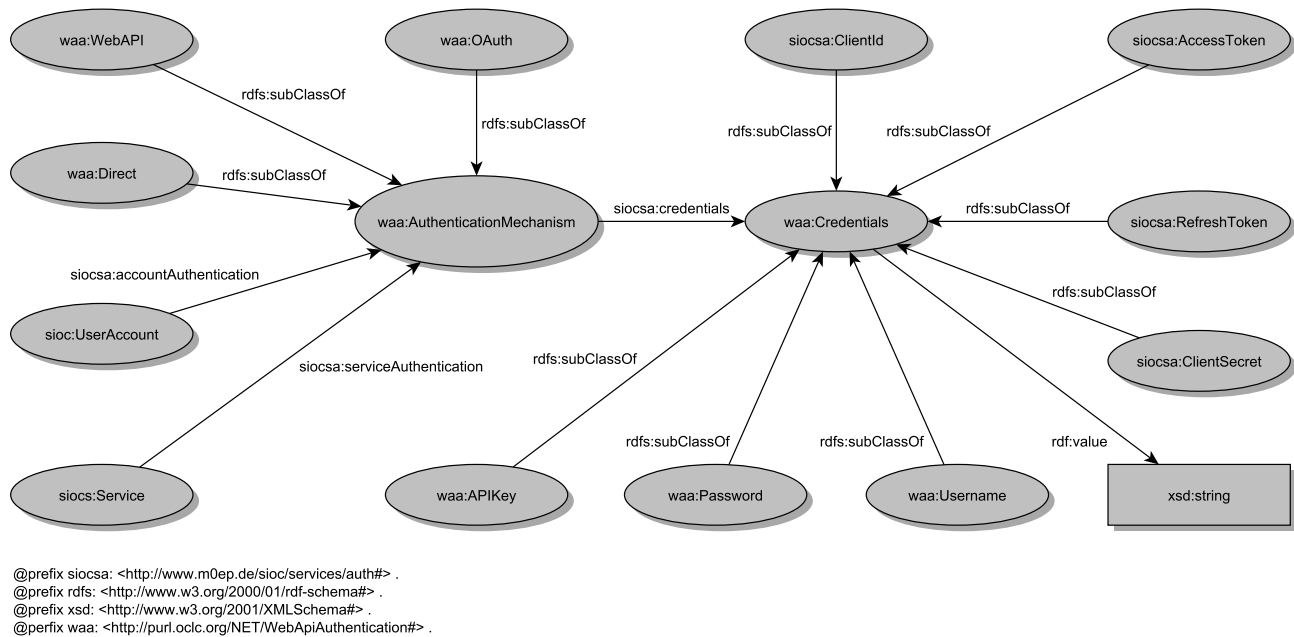 waa:WebAPI
waa:OAuth
siocsa:ClientId
siocsa:AccessToken
rdfs:subClassOf
rdfs:subClassOf
rdfs:subClassOf
rdfs:subClassOf
waa:Direct
rdfs:subClassOf
waa:AuthenticationMechanism
siocsa:credentials
waa:Credentials
rdfs:subClassOf
siocsa:RefreshToken
siocsa:accountAuthentication
rdfs:subClassOf
sioc:UserAccount
siocsa:serviceAuthentication
rdfs:subClassOf
siocsa:ClientSecret
rdfs:subClassOf
rdfs:subClassOf
rdf:value
siocs:Service
waa:APIKey
waa:Password
waa:Username
xsd:string
@prefix siocsa: <http://www.m0ep.de/sioc/services/auth#> .
@prefix rdfs: <http://www.w3.org/2000/01/rdf-schema#> .
@prefix xsd: <http://www.w3.org/2001/XMLSchema#> .
@perfix waa: <http://purl.oclc.org/NET/WebApiAuthentication#> .